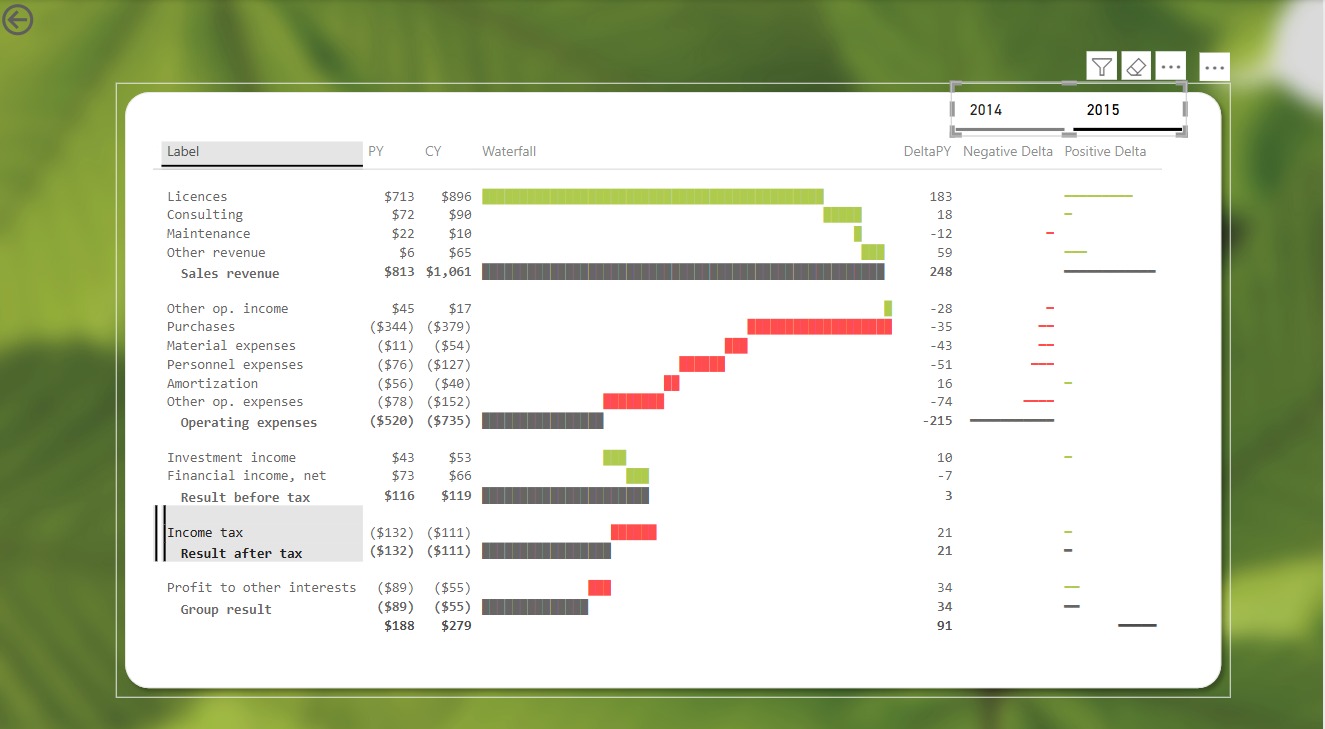 2014 2015
Label PY CY Waterfall DeltaPY Negative Delta Positive Delta
Licences $713 $896 183
Consulting $72 $90 18
Maintenance $22 $10 -12
Other revenue $6 $65 59
Sales revenue $813 $1,061 248
Other op. income $45 $17 -28
Purchases ($344) ($379) -35
Material expenses ($11) ($54) -43
Personnel expenses ($76) ($127) -51
Amortization ($56) ($40) 16
Other op. expenses ($78) ($152) -74
Operating expenses ($520) ($735) -215
Investment income $43 $53 10
Financial income, net $73 $66 -7
Result before tax $116 $119 3
Income tax ($132) ($111) 21
Result after tax ($132) ($111) 21
Profit to other interests ($89) ($55) 34
Group result ($89) ($55) 34
$188 $279 91